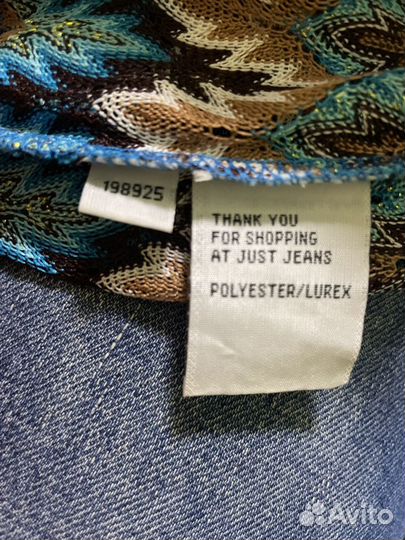 198925
THANK YOU
FOR SHOPPING
AT JUST JEANS
POLYESTER/LUREX
Avito